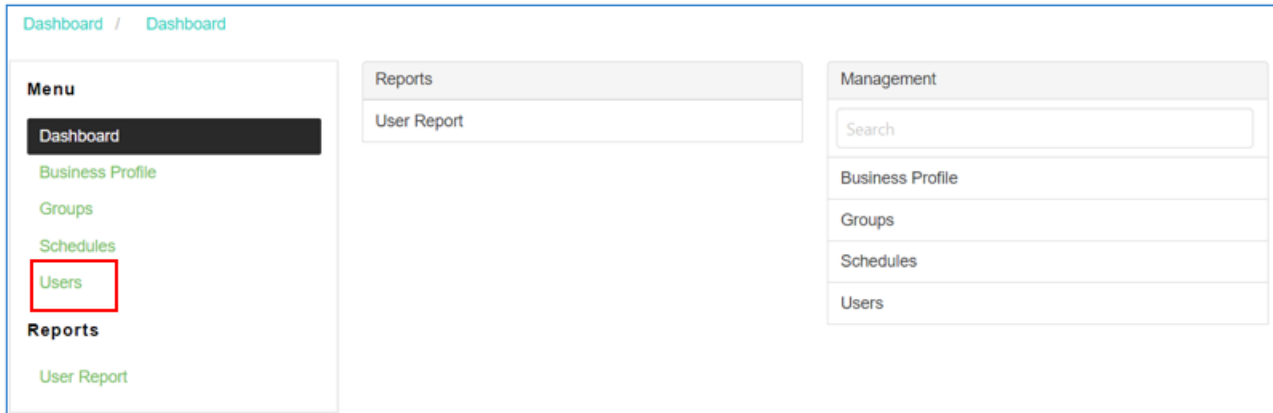 Dashboard / Dashboard
Menu
Dashboard
Business Profile
Groups
Schedules
Users
Reports
User Report
Reports
User Report
Management
Search
Business Profile
Groups
Schedules
Users